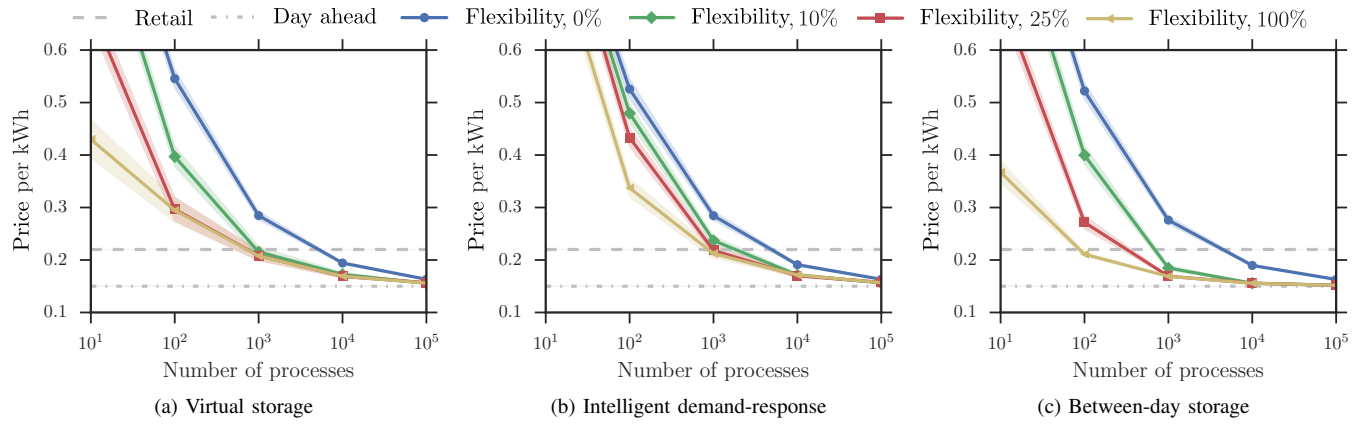 Retail Day ahead Flexibility, 0% Flexibility, 10% Flexibility, 25% Flexibility, 100%
0.6
0.5
0.4
0.3
0.2
0.1
Price per kWh
10^1 10^2 10^3 10^4 10^5
Number of processes
(a) Virtual storage
0.6
0.5
0.4
0.3
0.2
0.1
Price per kWh
10^1 10^2 10^3 10^4 10^5
Number of processes
(b) Intelligent demand-response
0.6
0.5
0.4
0.3
0.2
0.1
Price per kWh
10^1 10^2 10^3 10^4 10^5
Number of processes
(c) Between-day storage